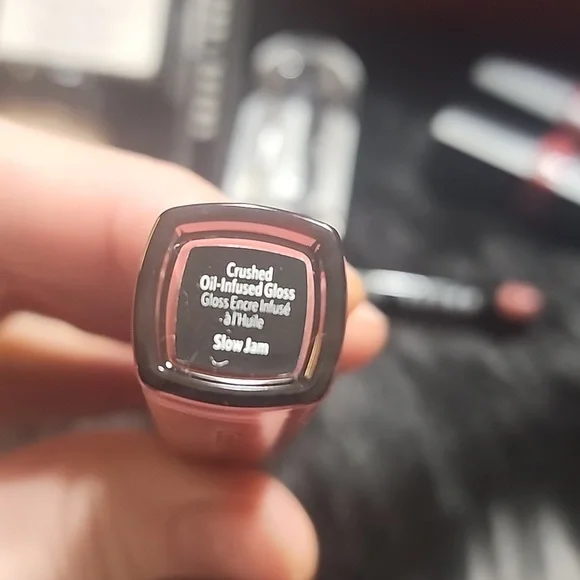 Crushed
Oil-Infused Gloss
Gloss Encre Infusé
à l'Huile
Slow Jam